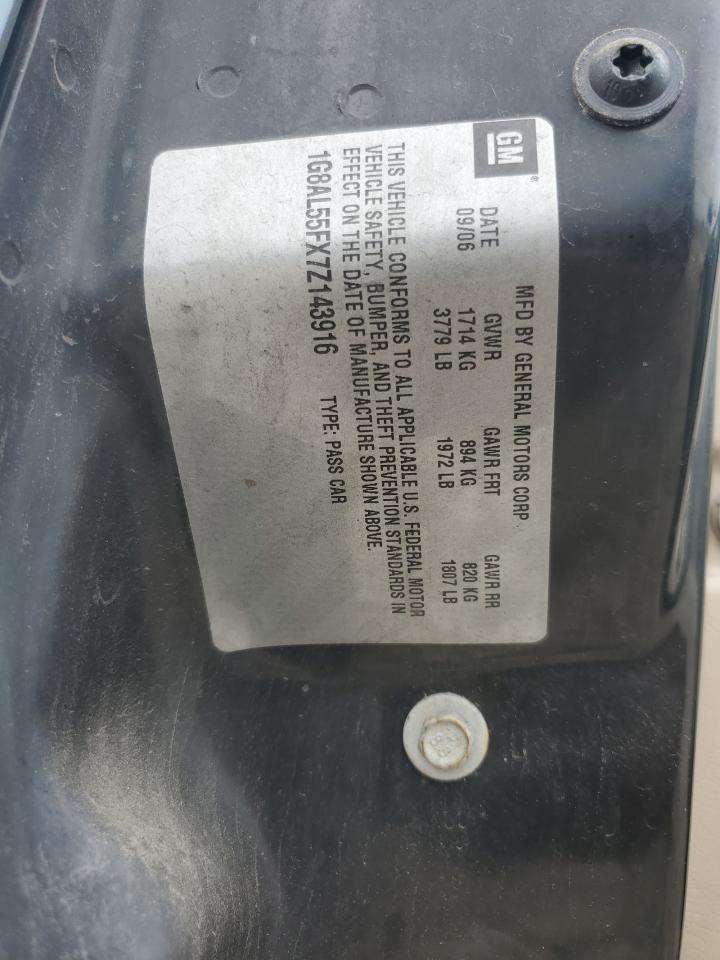 GM®
MFD BY GENERAL MOTORS CORP
DATE GVWR GAWR FRT GAWR RR
09/06 1714 KG 894 KG 820 KG
3779 LB 1972 LB 1807 LB
THIS VEHICLE CONFORMS TO ALL APPLICABLE U.S. FEDERAL MOTOR
VEHICLE SAFETY, BUMPER, AND THEFT PREVENTION STANDARDS IN
EFFECT ON THE DATE OF MANUFACTURE SHOWN ABOVE.
1G8AL55FX7Z143916 TYPE: PASS CAR